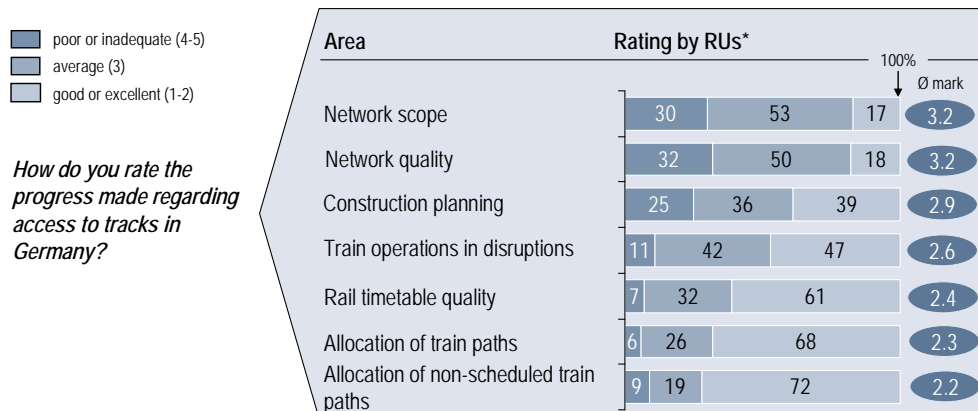 poor or inadequate (4-5)
average (3)
good or excellent (1-2)
How do you rate the
progress made regarding
access to tracks in
Germany?
Area Rating by RUs*
100%
Ø mark
Network scope 30 53 17 3.2
Network quality 32 50 18 3.2
Construction planning 25 36 39 2.9
Train operations in disruptions 11 42 47 2.6
Rail timetable quality 7 32 61 2.4
Allocation of train paths 6 26 68 2.3
Allocation of non-scheduled train
paths 9 19 72 2.2